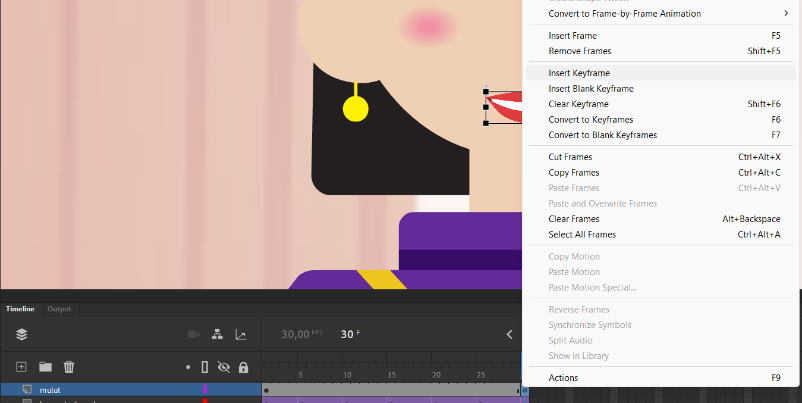 Convert to Frame-by-Frame Animation
Insert Frame F5
Remove Frames Shift+F5
Insert Keyframe
Insert Blank Keyframe
Clear Keyframe Shift+F6
Convert to Keyframes F6
Convert to Blank Keyframes F7
Cut Frames Ctrl+Alt+X
Copy Frames Ctrl+Alt+C
Paste Frames Ctrl+Alt+V
Paste and Overwrite Frames
Clear Frames Alt+Backspace
Select All Frames Ctrl+Alt+A
Copy Motion
Paste Motion
Paste Motion Special...
Reverse Frames
Synchronize Symbols
Split Audio
Show in Library
Actions F9
Timeline Output
30,00 FPS 30 F
5 10 15 20 25
mulut